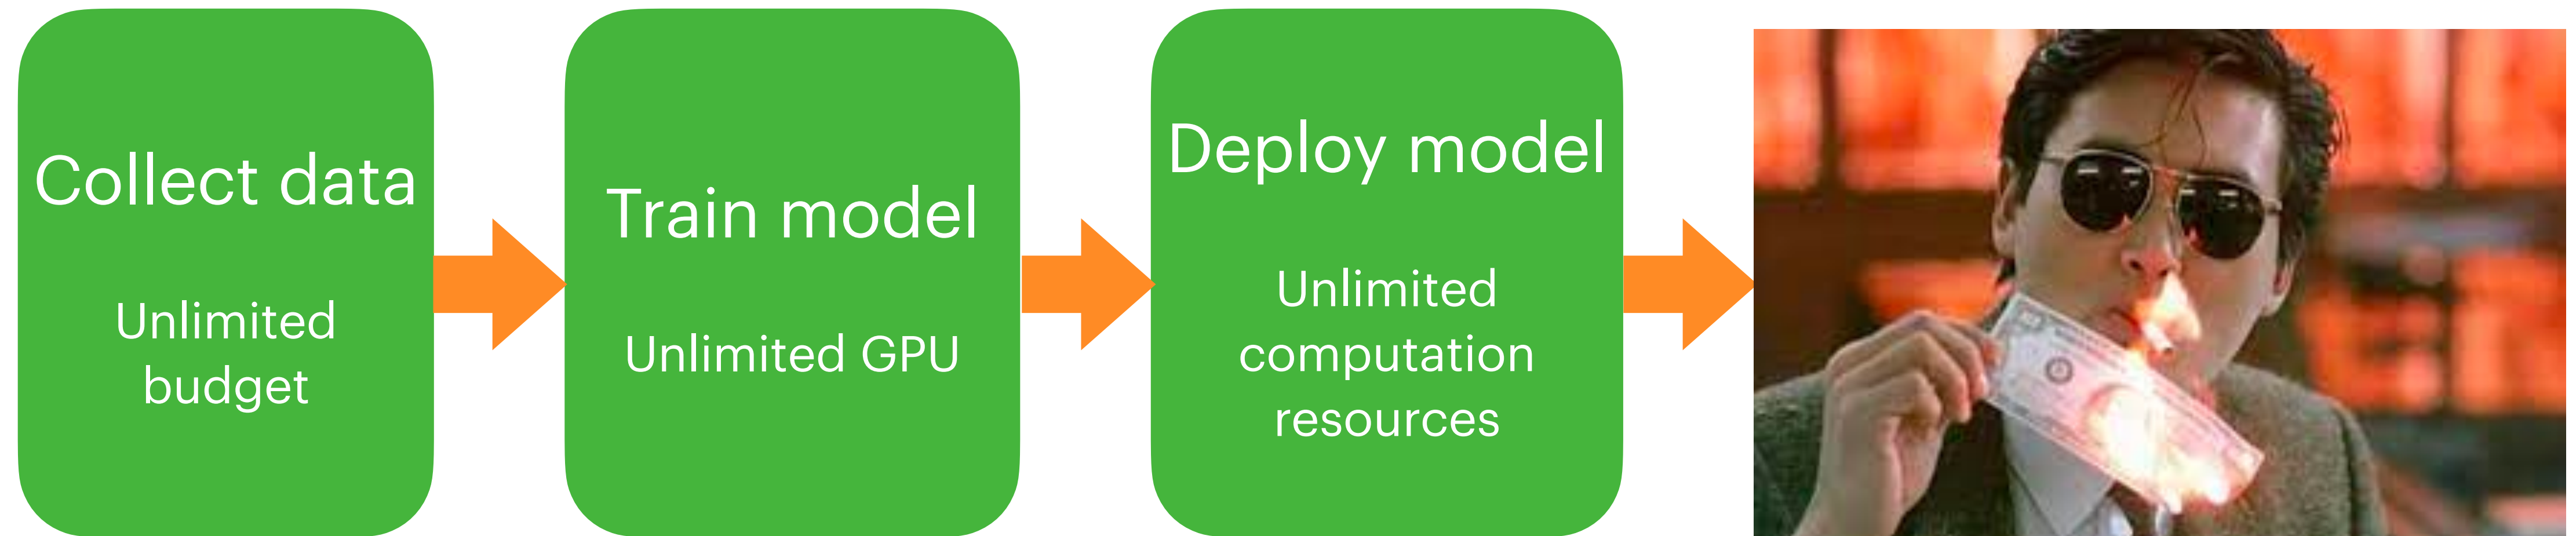 Collect data
Unlimited
budget
Train model
Unlimited GPU
Deploy model
Unlimited
computation
resources